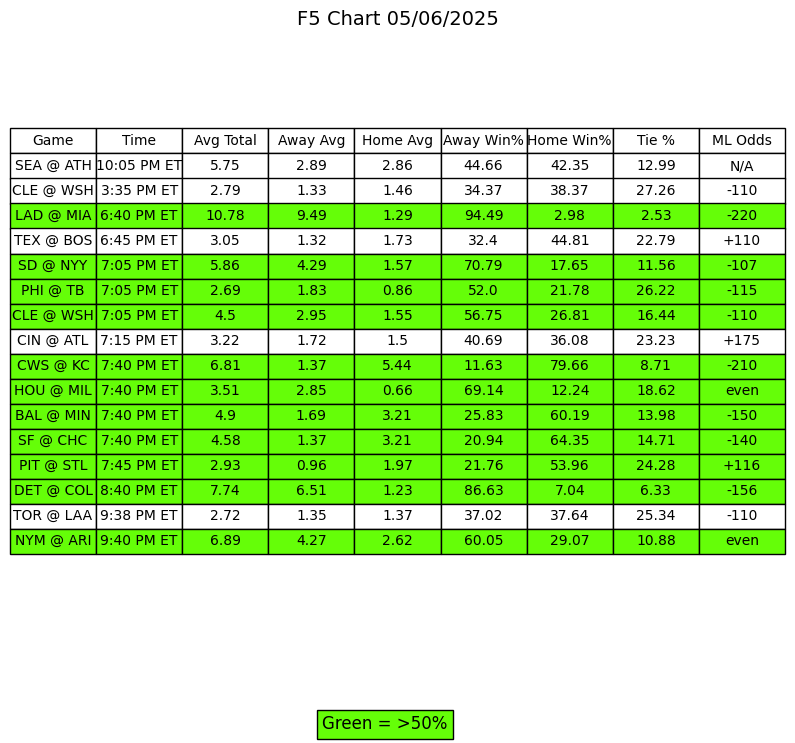 F5 Chart 05/06/2025
Game Time Avg Total Away Avg Home Avg Away Win% Home Win% Tie % ML Odds
SEA @ ATH 10:05 PM ET 5.75 2.89 2.86 44.66 42.35 12.99 N/A
CLE @ WSH 3:35 PM ET 2.79 1.33 1.46 34.37 38.37 27.26 -110
LAD @ MIA 6:40 PM ET 10.78 9.49 1.29 94.49 2.98 2.53 -220
TEX @ BOS 6:45 PM ET 3.05 1.32 1.73 32.4 44.81 22.79 +110
SD @ NYY 7:05 PM ET 5.86 4.29 1.57 70.79 17.65 11.56 -107
PHI @ TB 7:05 PM ET 2.69 1.83 0.86 52.0 21.78 26.22 -115
CLE @ WSH 7:05 PM ET 4.5 2.95 1.55 56.75 26.81 16.44 -110
CIN @ ATL 7:15 PM ET 3.22 1.72 1.5 40.69 36.08 23.23 +175
CWS @ KC 7:40 PM ET 6.81 1.37 5.44 11.63 79.66 8.71 -210
HOU @ MIL 7:40 PM ET 3.51 2.85 0.66 69.14 12.24 18.62 even
BAL @ MIN 7:40 PM ET 4.9 1.69 3.21 25.83 60.19 13.98 -150
SF @ CHC 7:40 PM ET 4.58 1.37 3.21 20.94 64.35 14.71 -140
PIT @ STL 7:45 PM ET 2.93 0.96 1.97 21.76 53.96 24.28 +116
DET @ COL 8:40 PM ET 7.74 6.51 1.23 86.63 7.04 6.33 -156
TOR @ LAA 9:38 PM ET 2.72 1.35 1.37 37.02 37.64 25.34 -110
NYM @ ARI 9:40 PM ET 6.89 4.27 2.62 60.05 29.07 10.88 even
Green = >50%